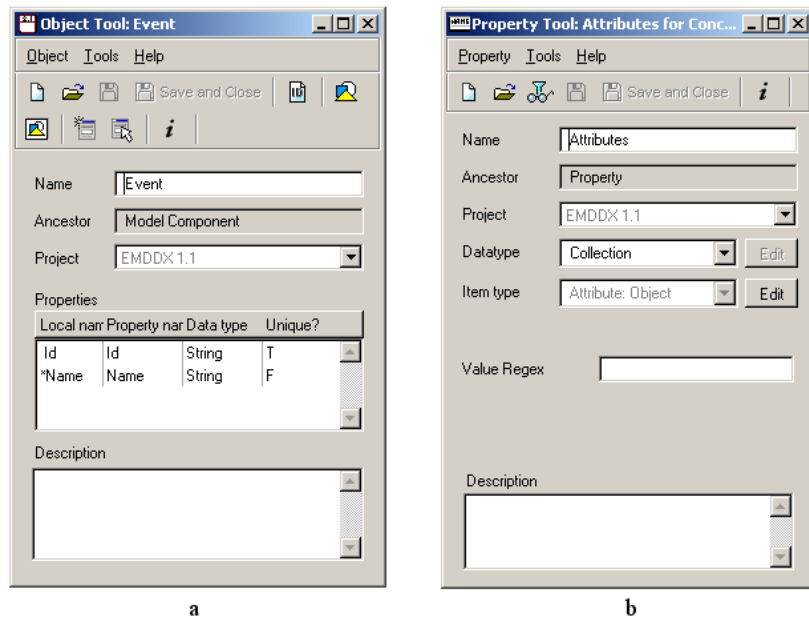 Object Tool: Event
Object Tools Help
Save and Close
i
Name Event
Ancestor Model Component
Project EMDDX 1.1
Properties
Local nam Property nar Data type Unique?
Id Id String T
*Name Name String F
Description
a
Property Tool: Attributes for Conc...
Property Tools Help
Save and Close i
Name Attributes
Ancestor Property
Project EMDDX 1.1
Datatype Collection Edit
Item type Attribute: Object Edit
Value Regex
Description
b